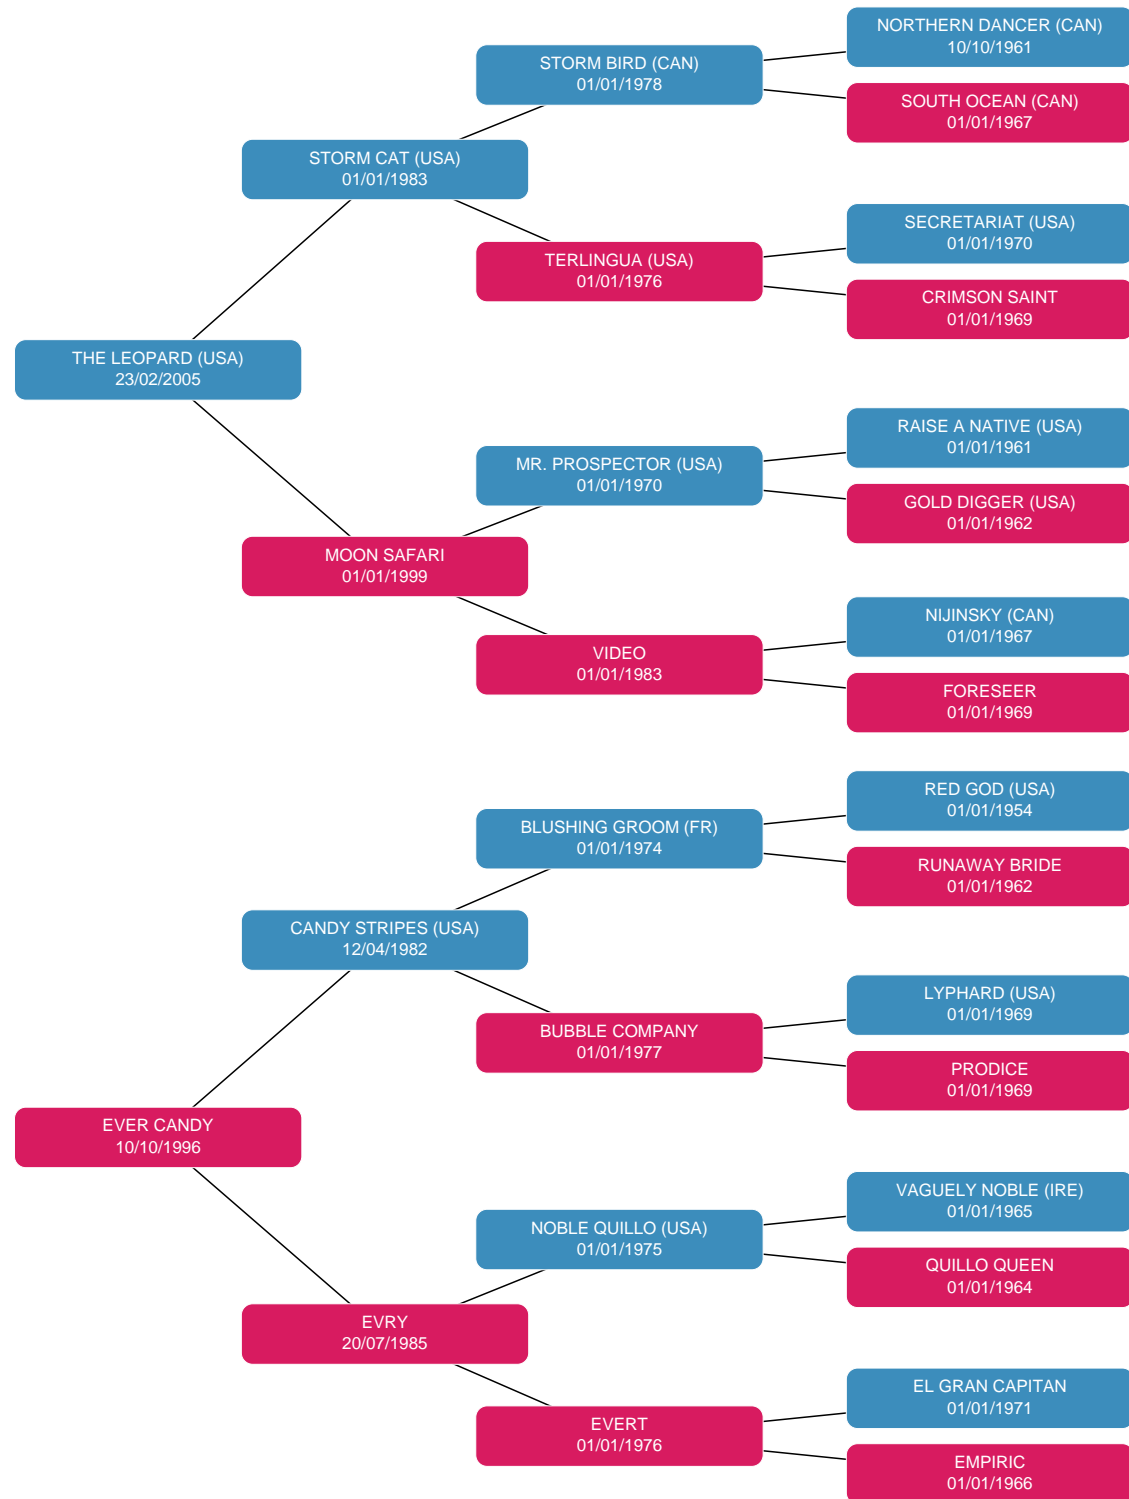 NORTHERN DANCER (CAN)
10/10/1961
STORM BIRD (CAN)
01/01/1978
SOUTH OCEAN (CAN)
01/01/1967
STORM CAT (USA)
01/01/1983
SECRETARIAT (USA)
01/01/1970
TERLINGUA (USA)
01/01/1976
CRIMSON SAINT
01/01/1969
THE LEOPARD (USA)
23/02/2005
RAISE A NATIVE (USA)
01/01/1961
MR. PROSPECTOR (USA)
01/01/1970
GOLD DIGGER (USA)
01/01/1962
MOON SAFARI
01/01/1999
NIJINSKY (CAN)
01/01/1967
VIDEO
01/01/1983
FORESEER
01/01/1969
RED GOD (USA)
01/01/1954
BLUSHING GROOM (FR)
01/01/1974
RUNAWAY BRIDE
01/01/1962
CANDY STRIPES (USA)
12/04/1982
LYPHARD (USA)
01/01/1969
BUBBLE COMPANY
01/01/1977
PRODICE
01/01/1969
EVER CANDY
10/10/1996
VAGUELY NOBLE (IRE)
01/01/1965
NOBLE QUILLO (USA)
01/01/1975
QUILLO QUEEN
01/01/1964
EVRY
20/07/1985
EL GRAN CAPITAN
01/01/1971
EVERT
01/01/1976
EMPIRIC
01/01/1966